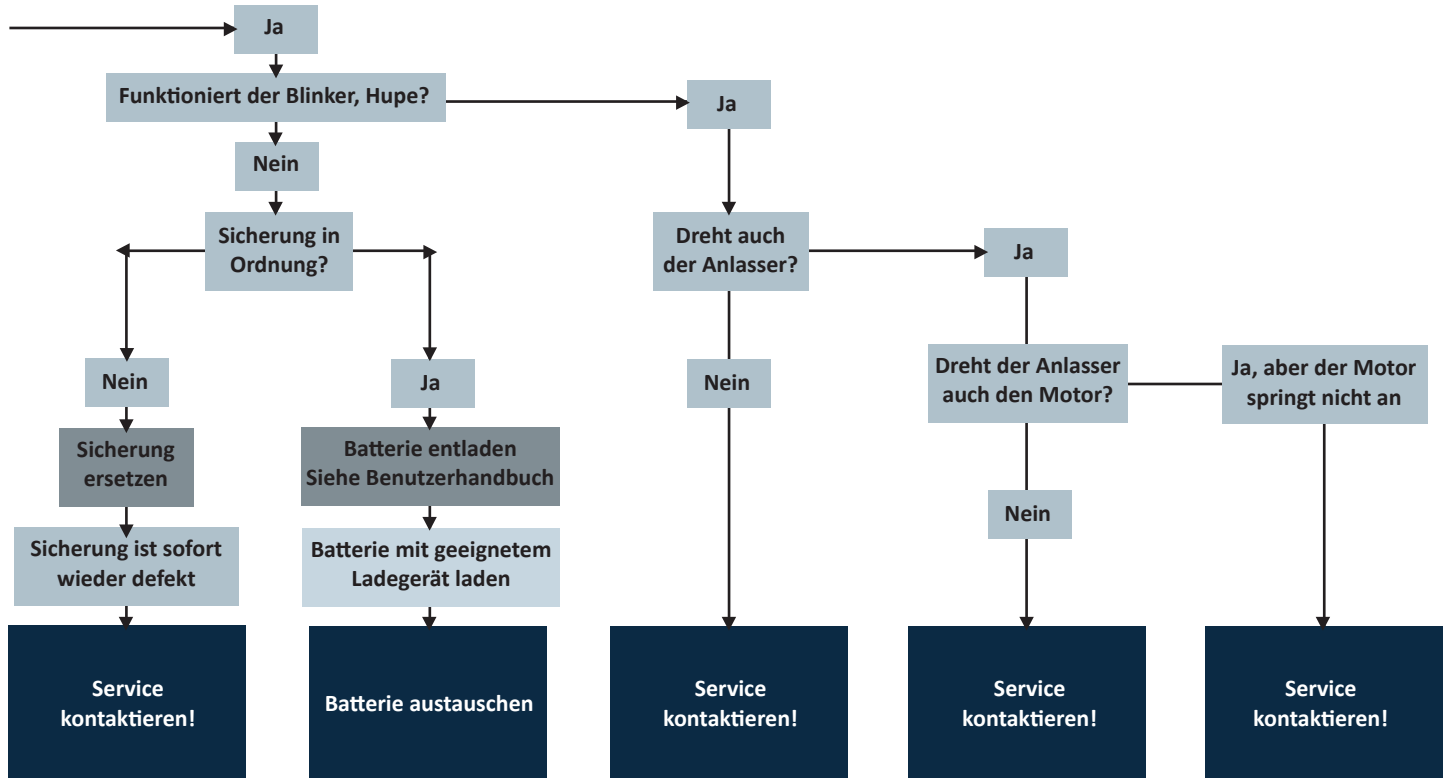 Ja
Funktioniert der Blinker, Hupe?
Ja
Nein
Sicherung in
Ordnung?
Dreht auch
der Anlasser?
Ja
Nein
Ja
Nein
Dreht der Anlasser
auch den Motor?
Ja, aber der Motor
springt nicht an
Sicherung
ersetzen
Batterie entladen
Siehe Benutzerhandbuch
Nein
Sicherung ist sofort
wieder defekt
Batterie mit geeignetem
Ladegerät laden
Service
kontaktieren!
Batterie austauschen
Service
kontaktieren!
Service
kontaktieren!
Service
kontaktieren!